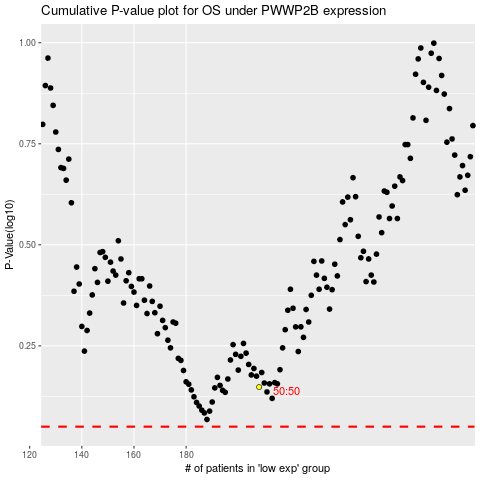 Cumulative P-value plot for OS under PWWP2B expression
P-Value(log10)
1.00
0.75
0.50
0.25
50:50
120 140 160 180
# of patients in 'low exp' group